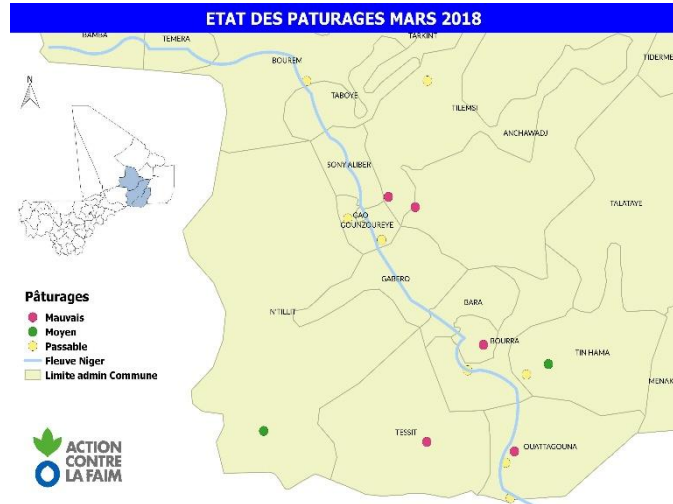 ETAT DES PATURAGES MARS 2018
BAMBA
TEMERA
TARKINT
BOUREM
TIDERME
TABOYE
TILEMSI
ANCHAWADJ
N
SONY ALIBER
TALATAYE
GAO
GOUNZOUREYE
GABERO
BARA
N'TILLIT
BOURRA
TIN HAMA
MENAK
TESSIT
OUATTAGOUNA
Pâturages
Mauvais
Moyen
Passable
Fleuve Niger
Limite admin Commune
ACTION
CONTRE
LA FAIM